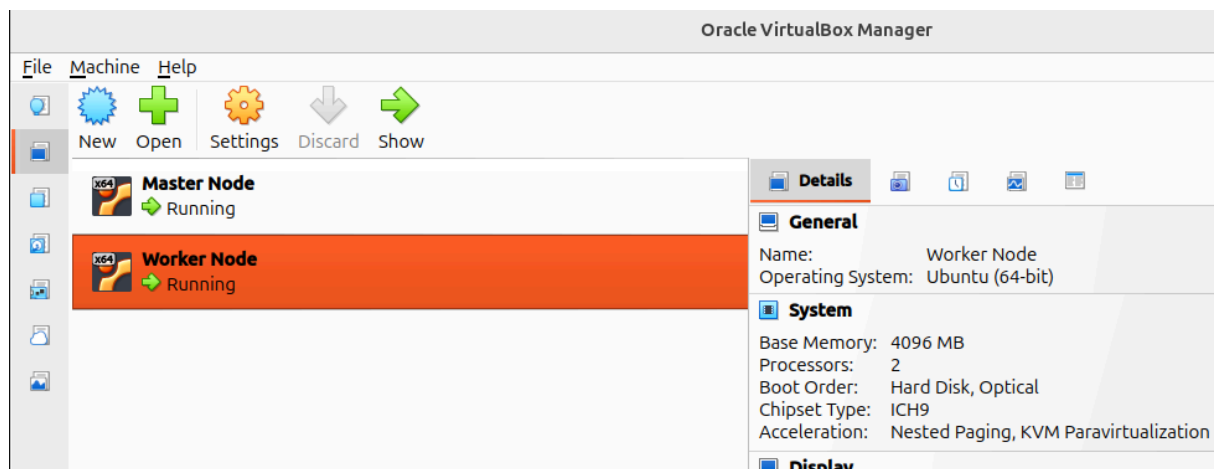 Oracle VirtualBox Manager
File Machine Help
New Open Settings Discard Show
x64 Master Node
Running
x64 Worker Node
Running
Details
General
Name: Worker Node
Operating System: Ubuntu (64-bit)
System
Base Memory: 4096 MB
Processors: 2
Boot Order: Hard Disk, Optical
Chipset Type: ICH9
Acceleration: Nested Paging, KVM Paravirtualization
Display